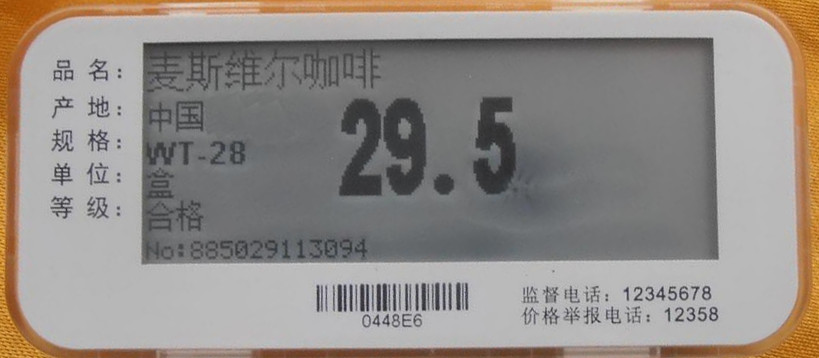 品名：麦斯维尔咖啡
产地：中国
规格：WT-28
单位：盒
等级：合格
29.5
No:885029113094
0448E6
监督电话：12345678
价格举报电话：12358